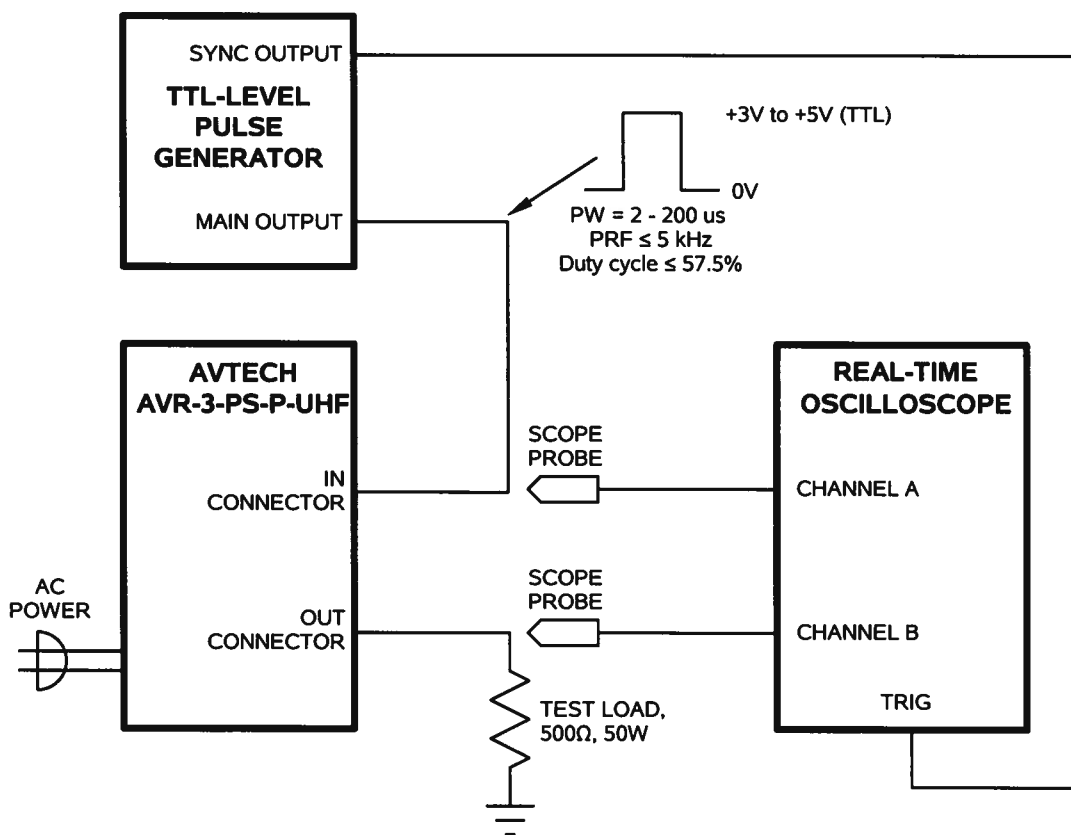 SYNC OUTPUT
TTL-LEVEL
PULSE
GENERATOR
MAIN OUTPUT
+3V to +5V (TTL)
0V
PW = 2 - 200 us
PRF ≤ 5 kHz
Duty cycle ≤ 57.5%
AVTECH
AVR-3-PS-P-UHF
IN
CONNECTOR
OUT
CONNECTOR
AC
POWER
SCOPE
PROBE
SCOPE
PROBE
TEST LOAD,
500Ω, 50W
REAL-TIME
OSCILLOSCOPE
CHANNEL A
CHANNEL B
TRIG